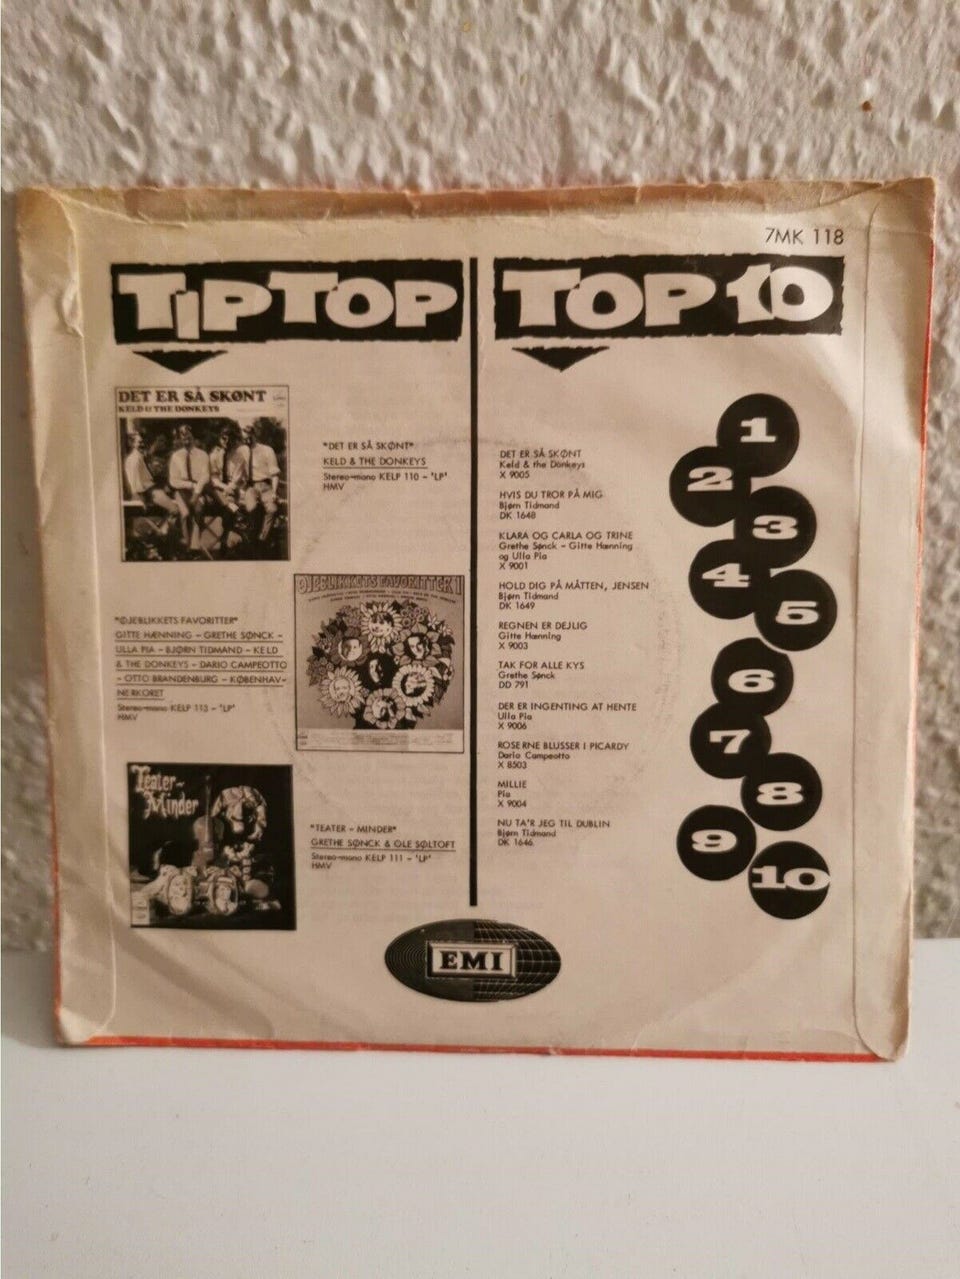 7MK 118
TIPTOP
DET ER SÅ SKØNT
KELD & THE DONKEYS
"DET ER SÅ SKØNT"
KELD & THE DONKEYS
Stereo-mono KELP 110 - 'LP'
HMV
ØJEBLIKKETS FAVORITTER 1
"ØJEBLIKKETS FAVORITTER"
GITTE HÆNNING - GRETHE SØNCK -
ULLA PIA - BJØRN TIDMAND - KELD
& THE DONKEYS - DARIO CAMPEOTTO
- OTTO BRANDENBURG - KØBENHAV-
NERKORET
Stereo-mono KELP 113 - 'LP'
HMV
Teater-
Minder
"TEATER - MINDER"
GRETHE SØNCK & OLE SØLTOFT
Stereo-mono KELP 111 - 'LP'
HMV
TOP 10
DET ER SÅ SKØNT
Keld & the Donkeys
X 9005
HVIS DU TROR PÅ MIG
Bjørn Tidmand
DK 1648
KLARA OG CARLA OG TRINE
Grethe Sønck - Gitte Hænning
og Ulla Pia
X 9001
HOLD DIG PÅ MÅTTEN, JENSEN
Bjørn Tidmand
DK 1649
REGNEN ER DEJLIG
Gitte Hænning
X 9003
TAK FOR ALLE KYS
Grethe Sønck
DD 791
DER ER INGENTING AT HENTE
Ulla Pia
X 9006
ROSERNE BLUSSER I PICARDY
Dario Campeotto
X 8503
MILLIE
Pia
X 9004
NU TA'R JEG TIL DUBLIN
Bjørn Tidmand
DK 1646
1
2
3
4
5
6
7
8
9
10
EMI